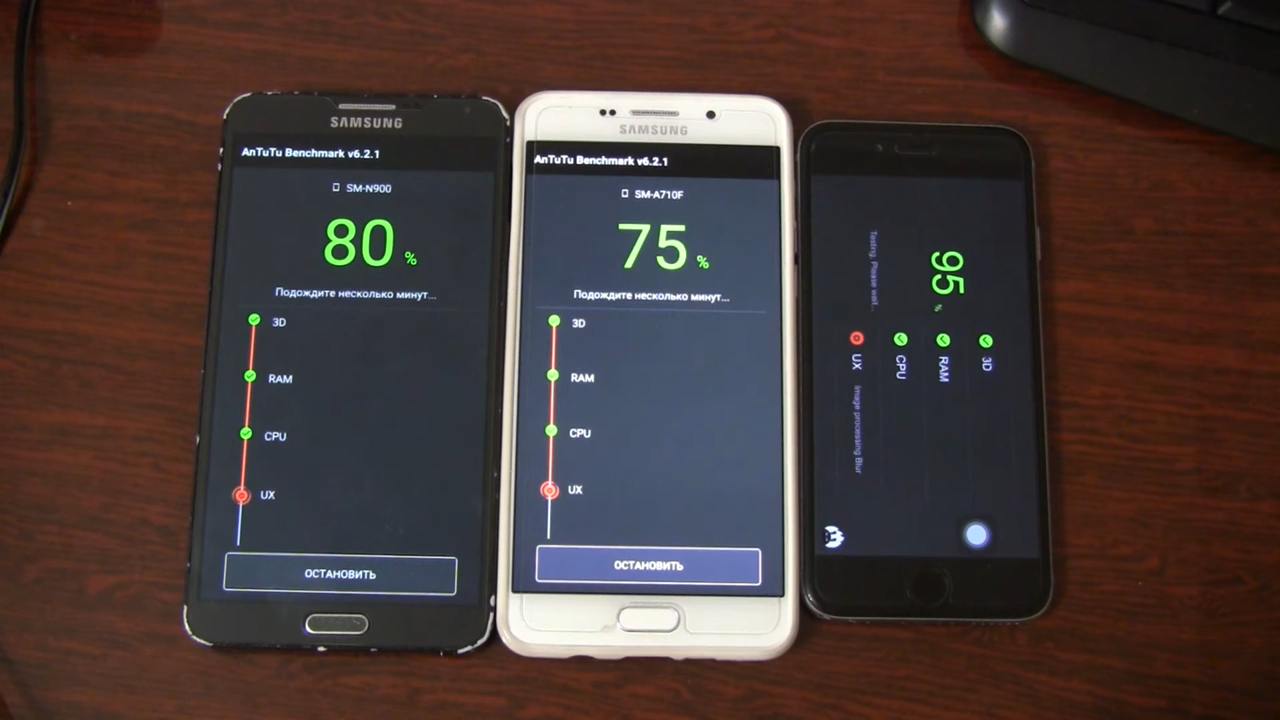 SAMSUNG
AnTuTu Benchmark v6.2.1
SM-N900
80 %
Подождите несколько минут...
3D
RAM
CPU
UX
ОСТАНОВИТЬ
SAMSUNG
AnTuTu Benchmark v6.2.1
SM-A710F
75 %
Подождите несколько минут...
3D
RAM
CPU
UX
ОСТАНОВИТЬ
95 %
Testing, Please wait...
3D
RAM
CPU
UX Image processing Blur